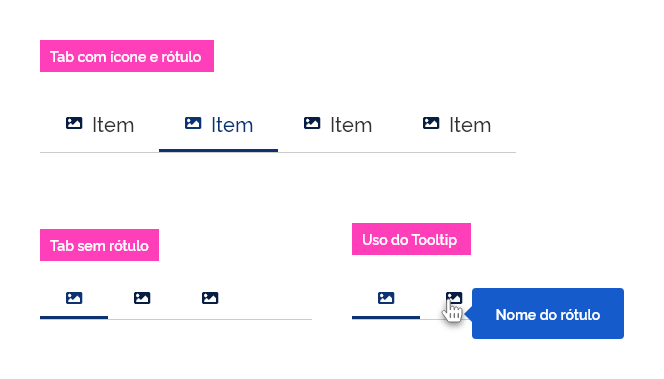 Tab com ícone e rótulo
Item Item Item Item
Tab sem rótulo
Uso do Tooltip
Nome do rótulo